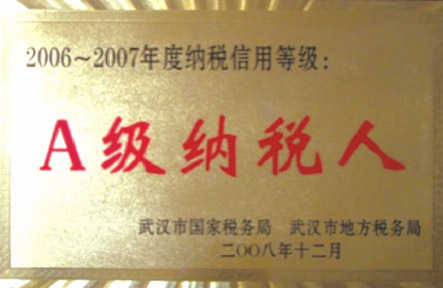 2006～2007年度纳税信用等级：
A级纳税人
武汉市国家税务局 武汉市地方税务局
二〇〇八年十二月